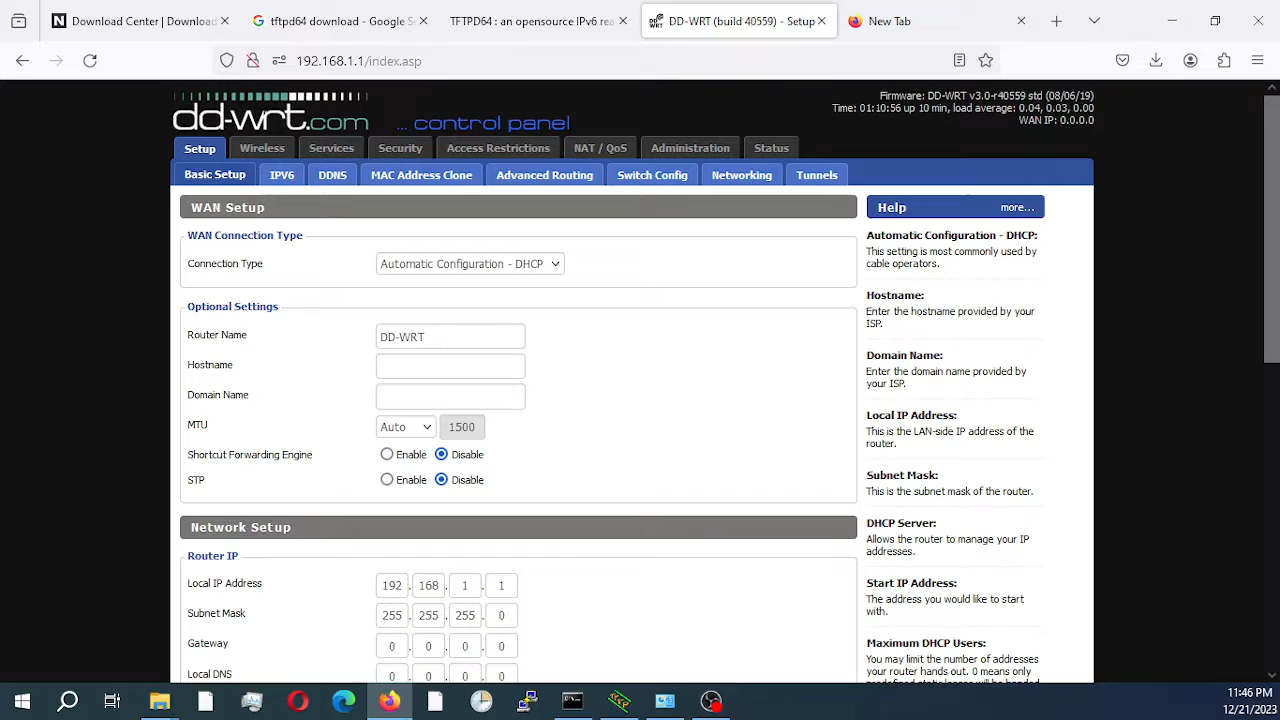 Download Center | Download
tftpd64 download - Google S
TFTPD64 : an opensource IPv6 rea
DD-WRT (build 40559) - Setup
New Tab
192.168.1.1/index.asp
Firmware: DD-WRT v3.0-r40559 std (08/06/19)
Time: 01:10:56 up 10 min, load average: 0.04, 0.03, 0.00
WAN IP: 0.0.0.0
dd-wrt.com ... control panel
Setup Wireless Services Security Access Restrictions NAT / QoS Administration Status
Basic Setup IPV6 DDNS MAC Address Clone Advanced Routing Switch Config Networking Tunnels
WAN Setup
WAN Connection Type
Connection Type Automatic Configuration - DHCP
Optional Settings
Router Name DD-WRT
Hostname
Domain Name
MTU Auto 1500
Shortcut Forwarding Engine Enable Disable
STP Enable Disable
Network Setup
Router IP
Local IP Address 192 . 168 . 1 . 1
Subnet Mask 255 . 255 . 255 . 0
Gateway 0 . 0 . 0 . 0
Local DNS 0 . 0 . 0 . 0
Help more...
Automatic Configuration - DHCP:
This setting is most commonly used by
cable operators.
Hostname:
Enter the hostname provided by your
ISP.
Domain Name:
Enter the domain name provided by
your ISP.
Local IP Address:
This is the LAN-side IP address of the
router.
Subnet Mask:
This is the subnet mask of the router.
DHCP Server:
Allows the router to manage your IP
addresses.
Start IP Address:
The address you would like to start
with.
Maximum DHCP Users:
You may limit the number of addresses
your router hands out. 0 means only
11:46 PM
12/21/2023